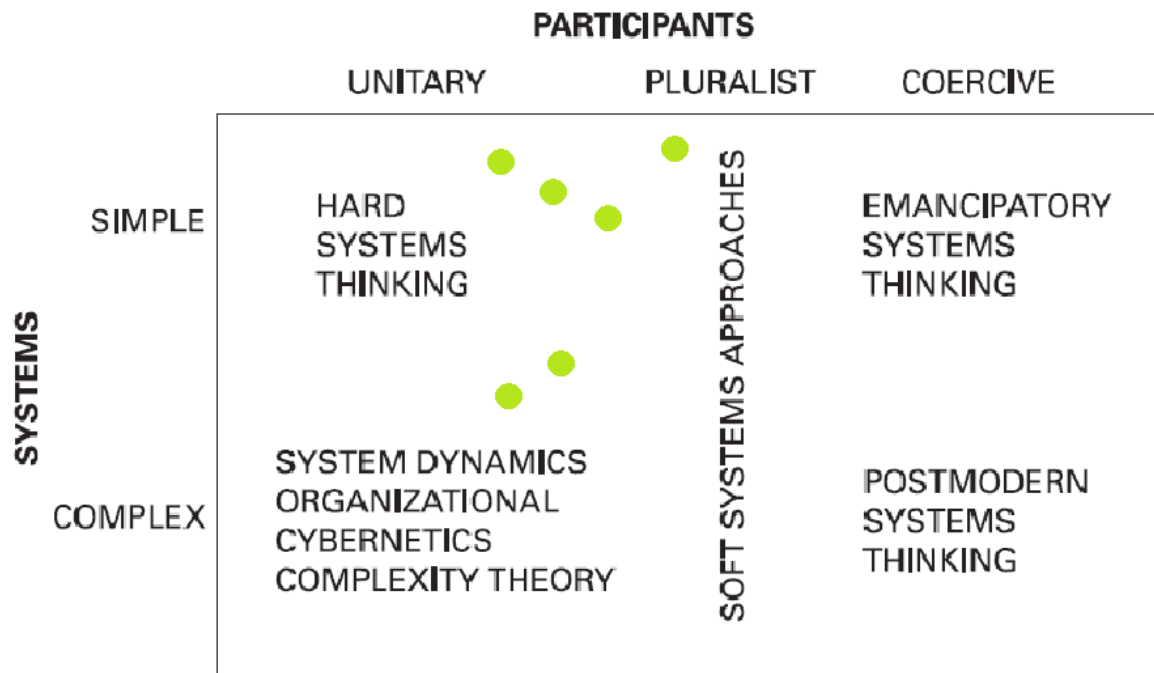 PARTICIPANTS
UNITARY PLURALIST COERCIVE
SYSTEMS
SIMPLE
HARD
SYSTEMS
THINKING
SOFT SYSTEMS APPROACHES
EMANCIPATORY
SYSTEMS
THINKING
COMPLEX
SYSTEM DYNAMICS
ORGANIZATIONAL
CYBERNETICS
COMPLEXITY THEORY
POSTMODERN
SYSTEMS
THINKING